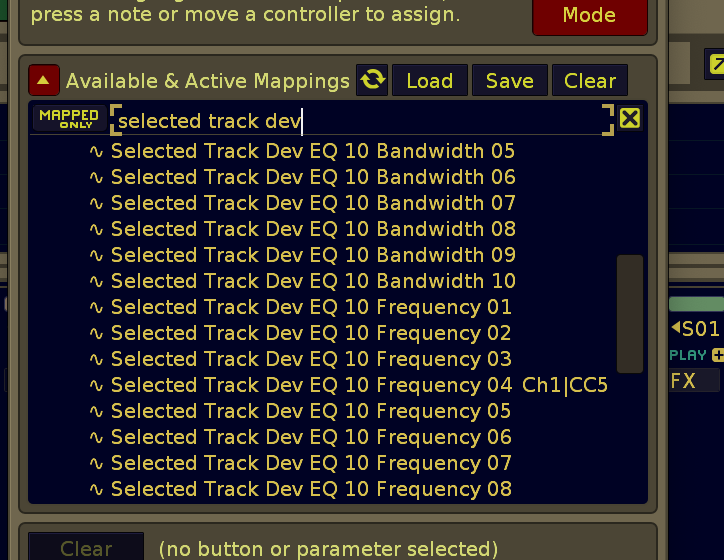 press a note or move a controller to assign.
Mode
Available & Active Mappings
Load
Save
Clear
MAPPED
ONLY
selected track dev
Selected Track Dev EQ 10 Bandwidth 05
Selected Track Dev EQ 10 Bandwidth 06
Selected Track Dev EQ 10 Bandwidth 07
Selected Track Dev EQ 10 Bandwidth 08
Selected Track Dev EQ 10 Bandwidth 09
Selected Track Dev EQ 10 Bandwidth 10
Selected Track Dev EQ 10 Frequency 01
Selected Track Dev EQ 10 Frequency 02
Selected Track Dev EQ 10 Frequency 03
Selected Track Dev EQ 10 Frequency 04 Ch1|CC5
Selected Track Dev EQ 10 Frequency 05
Selected Track Dev EQ 10 Frequency 06
Selected Track Dev EQ 10 Frequency 07
Selected Track Dev EQ 10 Frequency 08
S01
PLAY
FX
Clear
(no button or parameter selected)